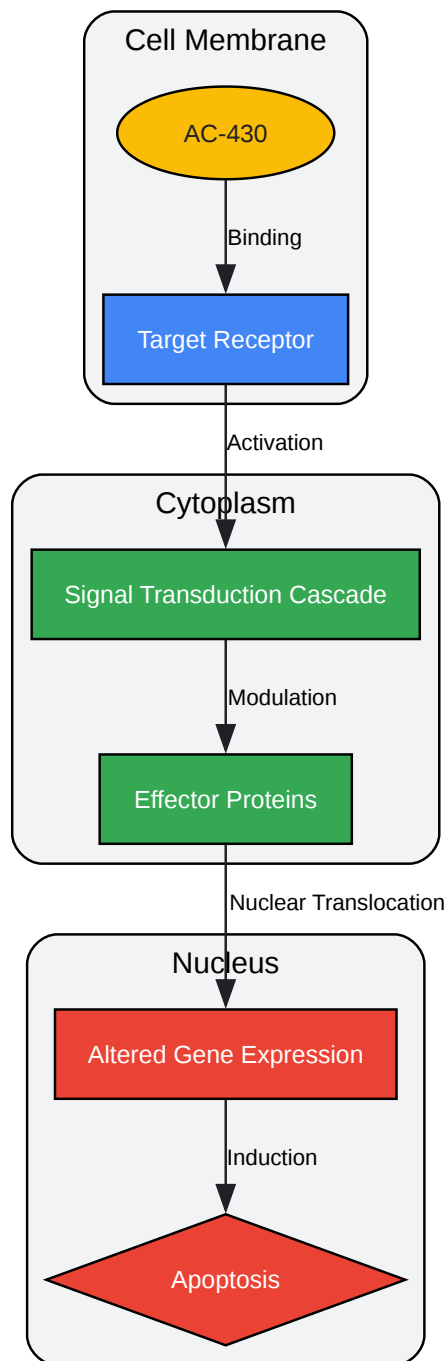 Cell Membrane
AC-430
Binding
Target Receptor
Activation
Cytoplasm
Signal Transduction Cascade
Modulation
Effector Proteins
Nuclear Translocation
Nucleus
Altered Gene Expression
Induction
Apoptosis